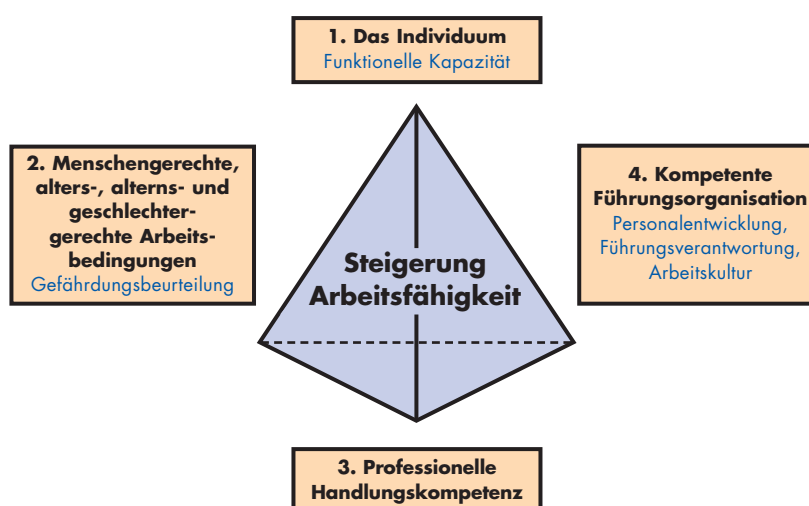 1. Das Individuum
Funktionelle Kapazität
2. Menschengerechte,
alters-, alterns- und
geschlechter-
gerechte Arbeits-
bedingungen
Gefährdungsbeurteilung
4. Kompetente
Führungsorganisation
Personalentwicklung,
Führungsverantwortung,
Arbeitskultur
Steigerung
Arbeitsfähigkeit
3. Professionelle
Handlungskompetenz